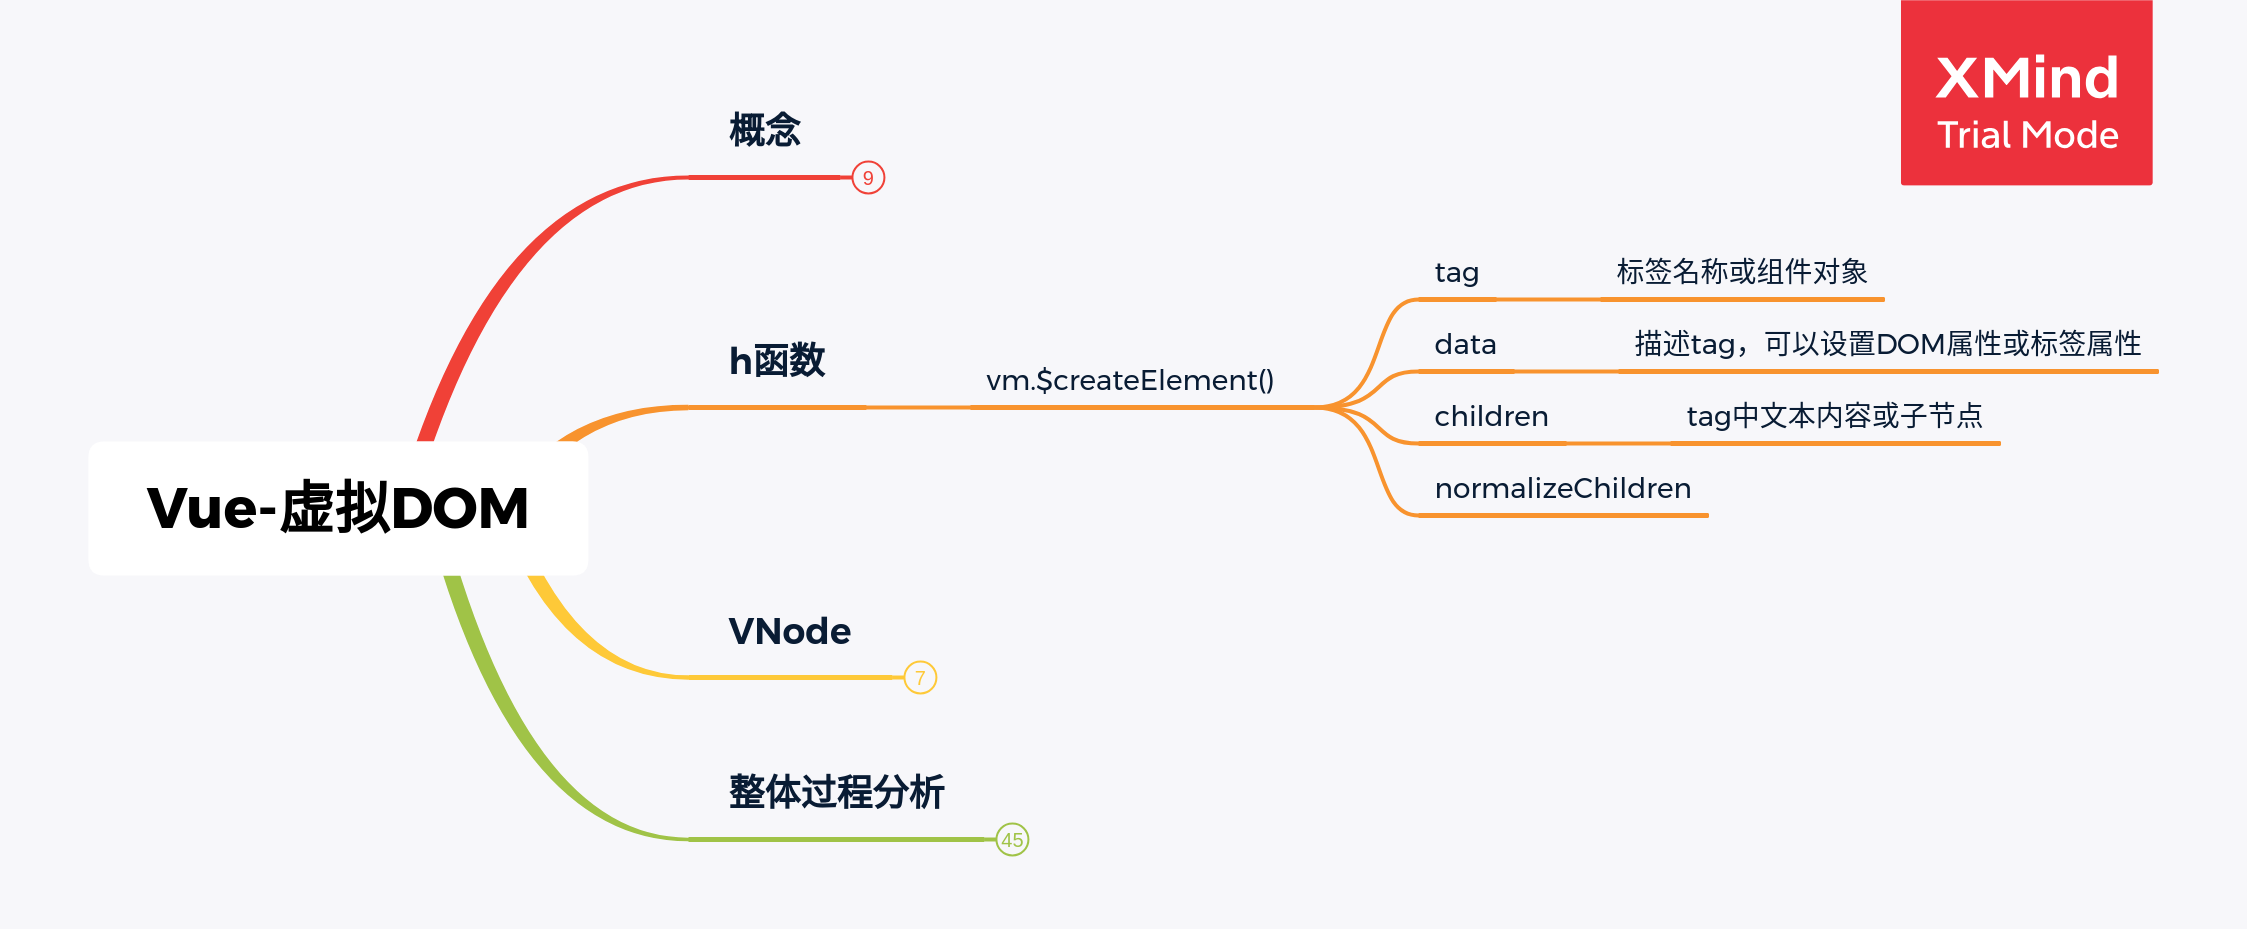 XMind
Trial Mode
概念
9
h函数
vm.$createElement()
tag
标签名称或组件对象
data
描述tag，可以设置DOM属性或标签属性
children
tag中文本内容或子节点
normalizeChildren
Vue-虚拟DOM
VNode
7
整体过程分析
45